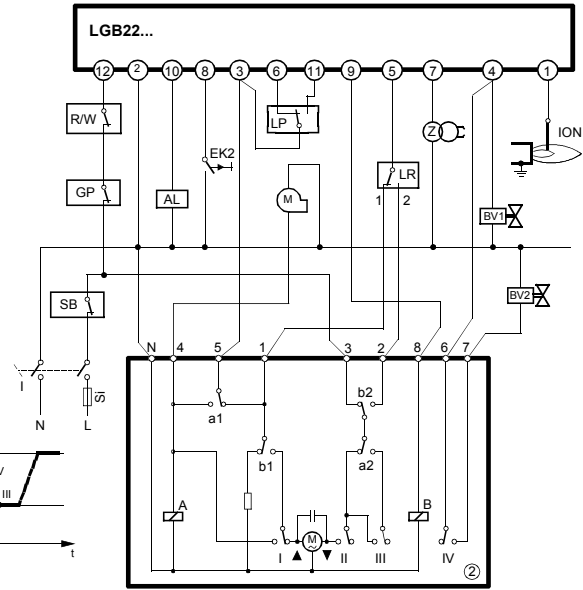 LGB22...
12 2 10 8 3 6 11 9 5 7 4 1
R/W
LP
Z
ION
EK2
GP
AL
M
LR
1 2
BV1
SB
BV2
I
Si
N L
N 4 5 1 3 2 8 6 7
a1
b2
b1
a2
V
III
A
B
M
~
I II III IV
t
2